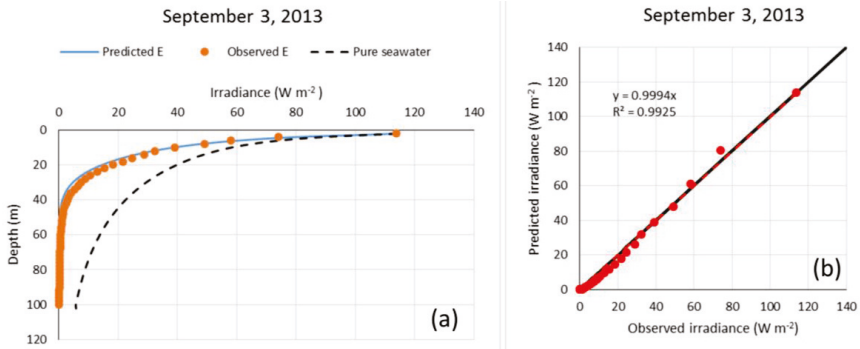 September 3, 2013
Predicted E Observed E Pure seawater
Irradiance (W m-2 )
0 20 40 60 80 100 120 140
0
20
40
60
80
100
120
Depth (m)
(a)
September 3, 2013
140
120
100
80
60
40
20
0
Predicted irradiance (W m-2)
y = 0.9994x
R² = 0.9925
(b)
0 20 40 60 80 100 120 140
Observed irradiance (W m-2)